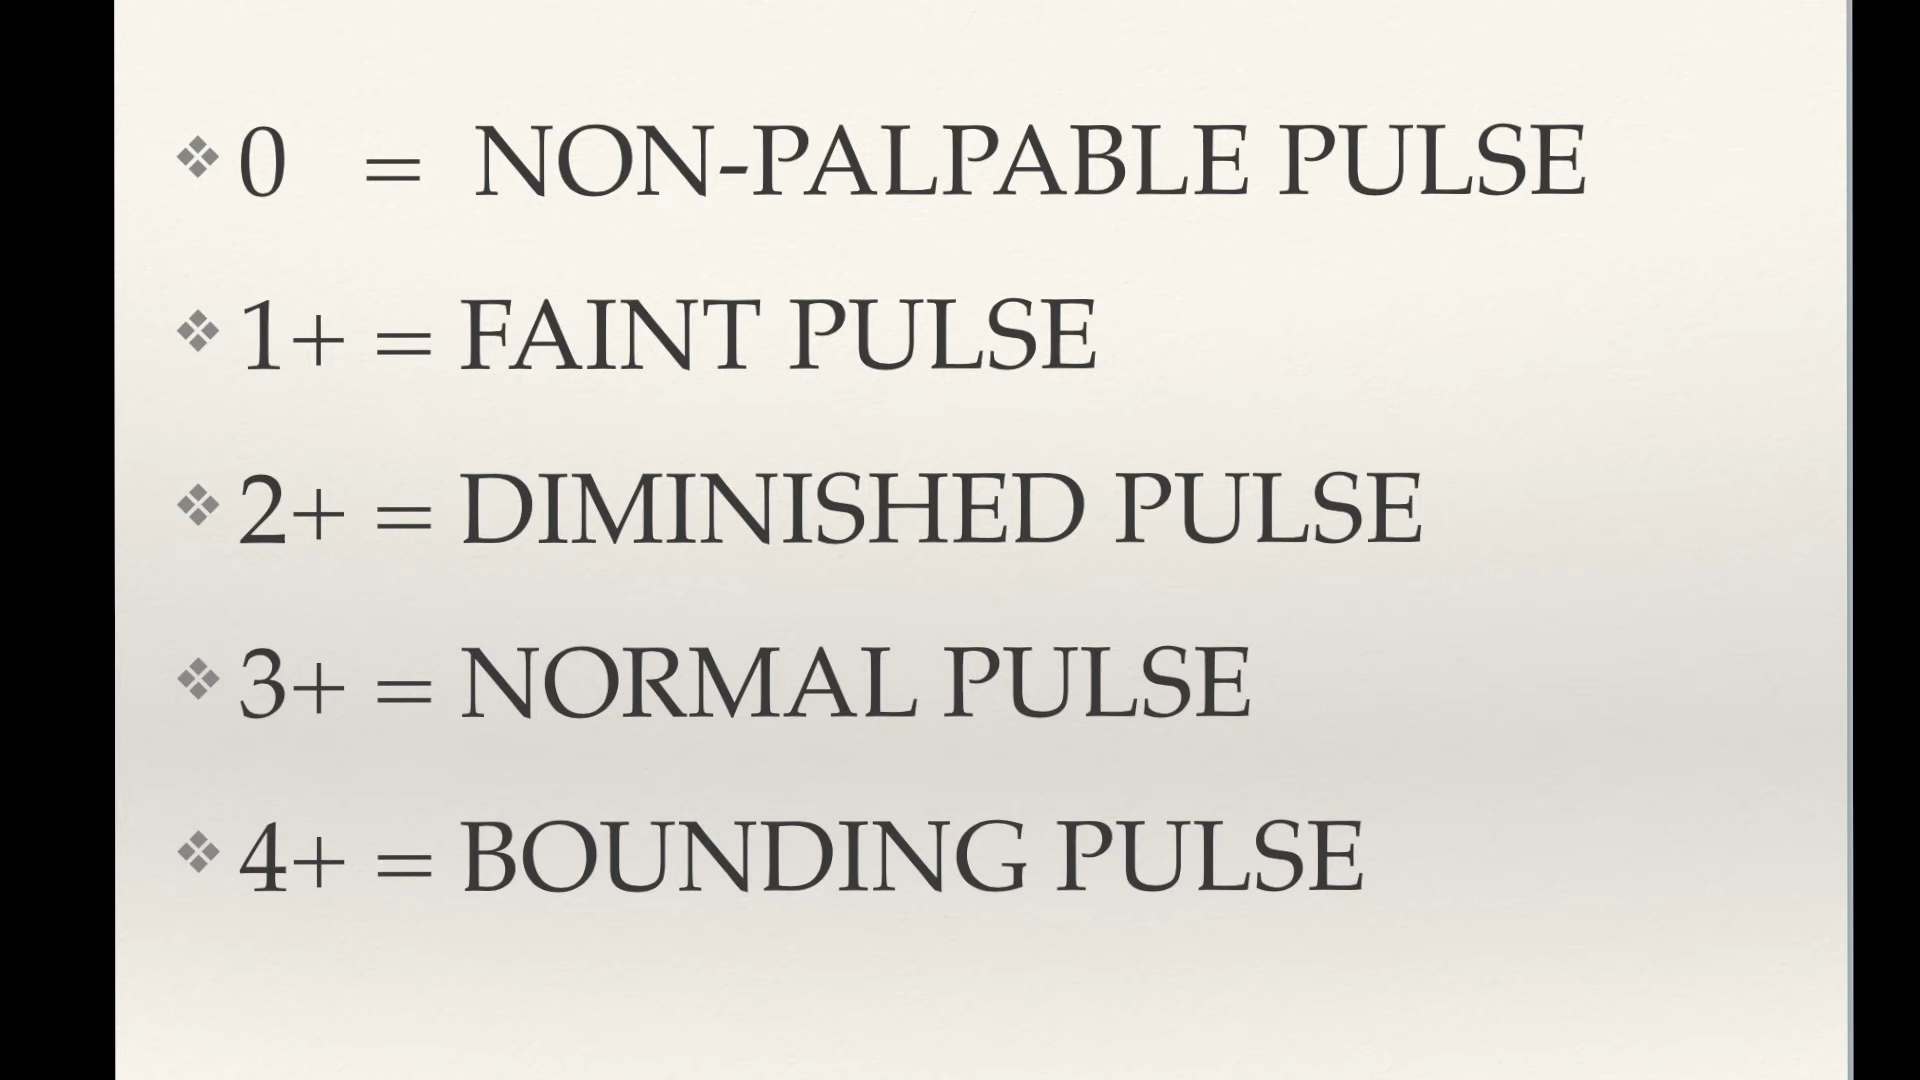 ❖ 0 = NON-PALPABLE PULSE
❖ 1+ = FAINT PULSE
❖ 2+ = DIMINISHED PULSE
❖ 3+ = NORMAL PULSE
❖ 4+ = BOUNDING PULSE